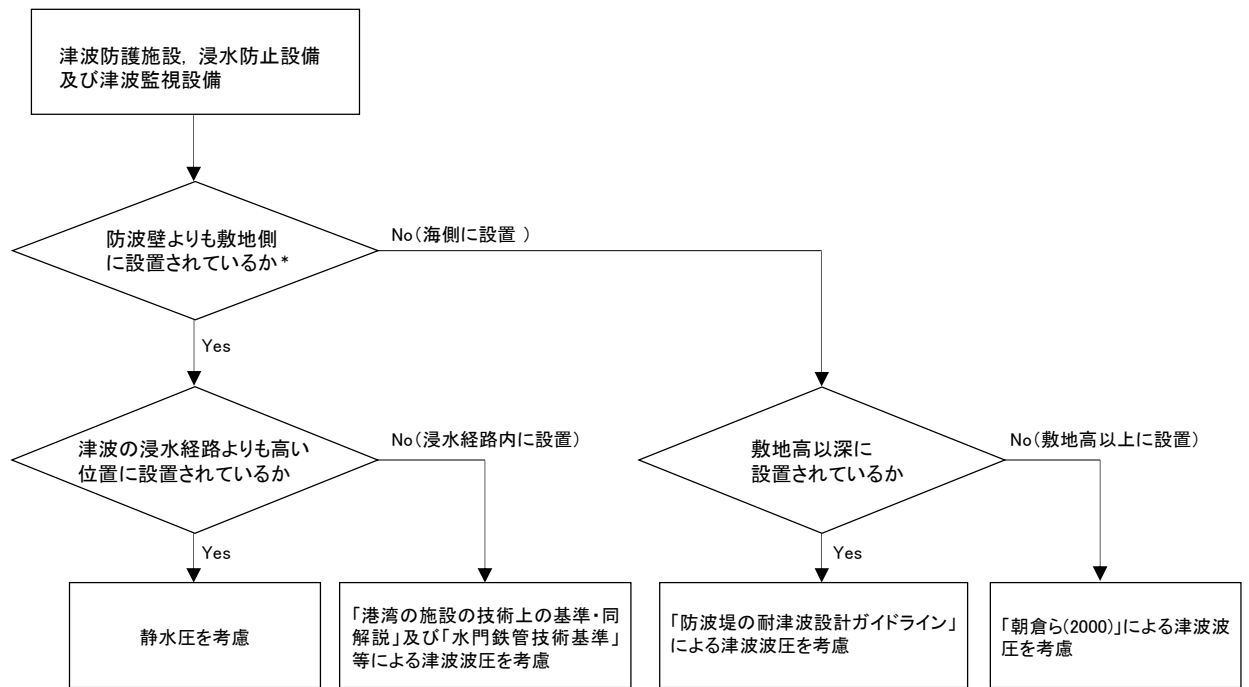 津波防護施設，浸水防止設備
及び津波監視設備
防波壁よりも敷地側
に設置されているか*
No(海側に設置 )
Yes
津波の浸水経路よりも高い
位置に設置されているか
No(浸水経路内に設置)
敷地高以深に
設置されているか
No(敷地高以上に設置)
Yes
Yes
静水圧を考慮
「港湾の施設の技術上の基準・同
解説」及び「水門鉄管技術基準」
等による津波波圧を考慮
「防波堤の耐津波設計ガイドライン」
による津波波圧を考慮
「朝倉ら(2000)」による津波波
圧を考慮